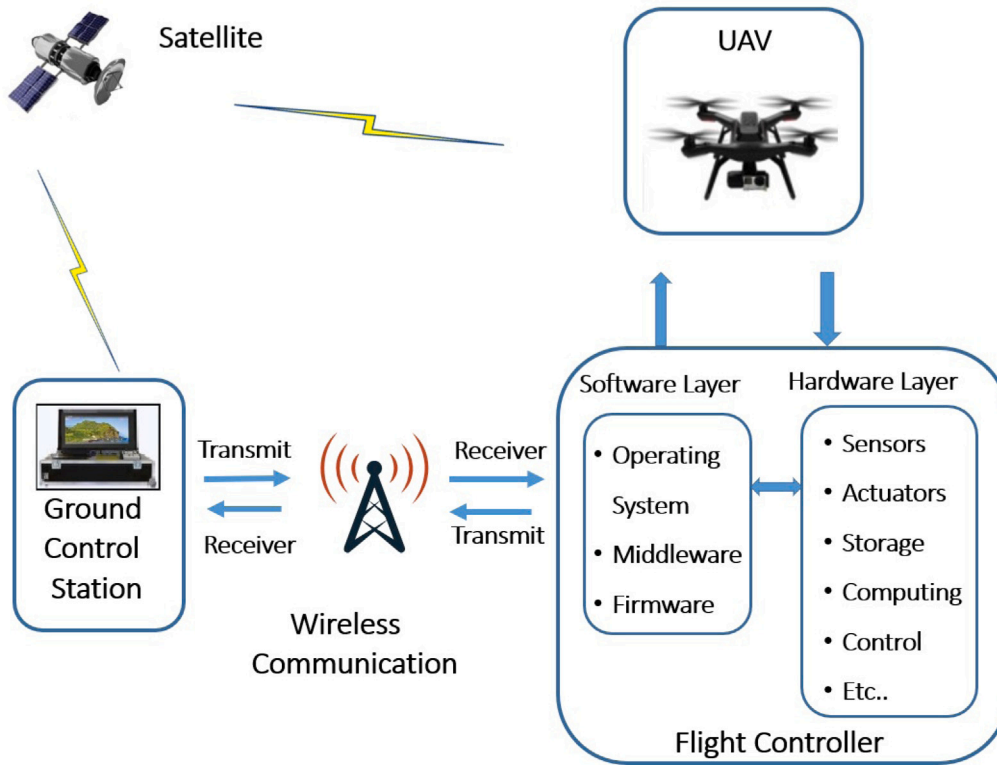 Satellite
UAV
Software Layer
Hardware Layer
• Operating
System
• Middleware
• Firmware
• Sensors
• Actuators
• Storage
• Computing
• Control
• Etc..
Flight Controller
Transmit
Receiver
Receiver
Transmit
Ground
Control
Station
Wireless
Communication